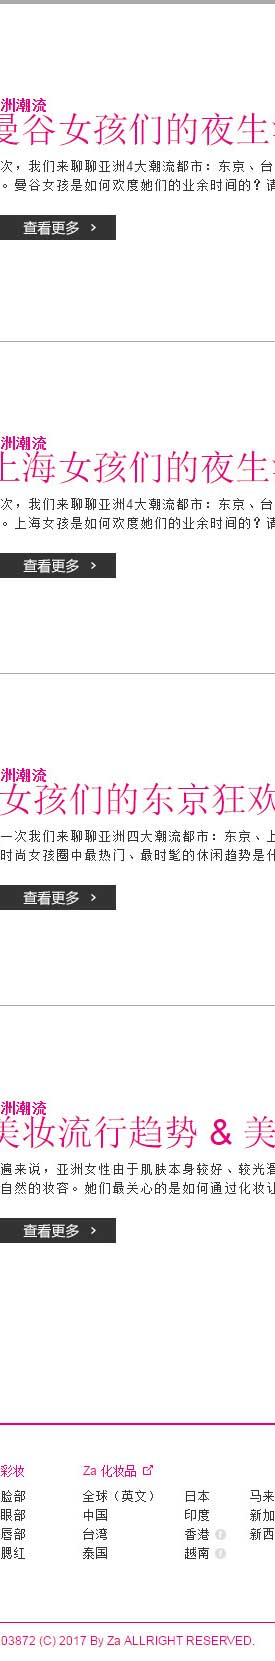 洲潮流
曼谷女孩们的夜生
次，我们来聊聊亚洲4大潮流都市：东京、台
。曼谷女孩是如何欢度她们的业余时间的？请
查看更多 ›
洲潮流
上海女孩们的夜生
次，我们来聊聊亚洲4大潮流都市：东京、台
。上海女孩是如何欢度她们的业余时间的？请
查看更多 ›
洲潮流
女孩们的东京狂欢
一次我们来聊聊亚洲四大潮流都市：东京、上
时尚女孩圈中最热门、最时髦的休闲趋势是什
查看更多 ›
洲潮流
美妆流行趋势 & 美
遍来说，亚洲女性由于肌肤本身较好、较光滑
自然的妆容。她们最关心的是如何通过化妆让
查看更多 ›
彩妆 Za 化妆品
脸部 全球（英文） 日本 马来
眼部 中国 印度 新加
唇部 台湾 香港 新西
腮红 泰国 越南
03872 (C) 2017 By Za ALLRIGHT RESERVED.